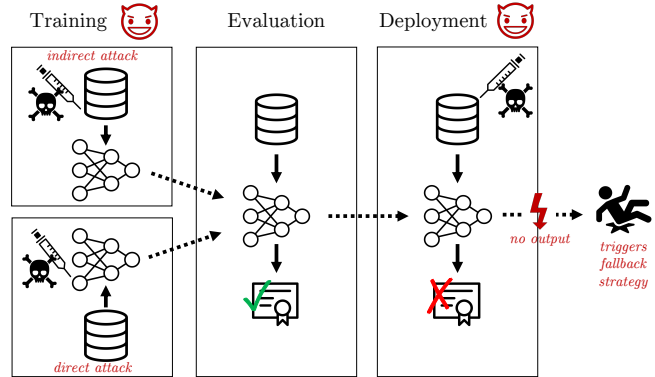 Training
Evaluation
Deployment
indirect attack
direct attack
no output
triggers
fallback
strategy